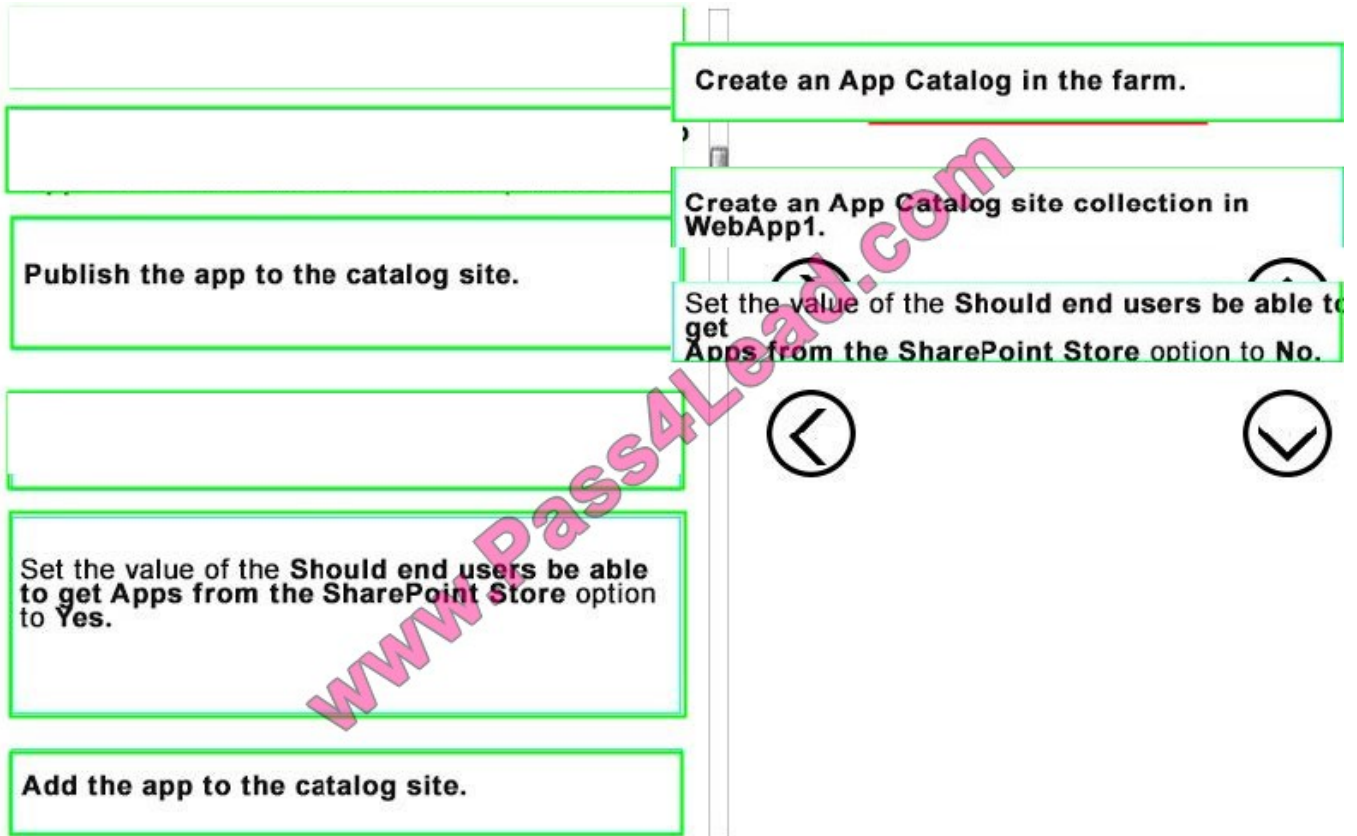 Create an App Catalog in the farm.
Create an App Catalog site collection in
WebApp1.
Publish the app to the catalog site.
Set the value of the Should end users be able to
get
Apps from the SharePoint Store option to No.
Set the value of the Should end users be able
to get Apps from the SharePoint Store option
to Yes.
Add the app to the catalog site.
www.Pass4Lead.com